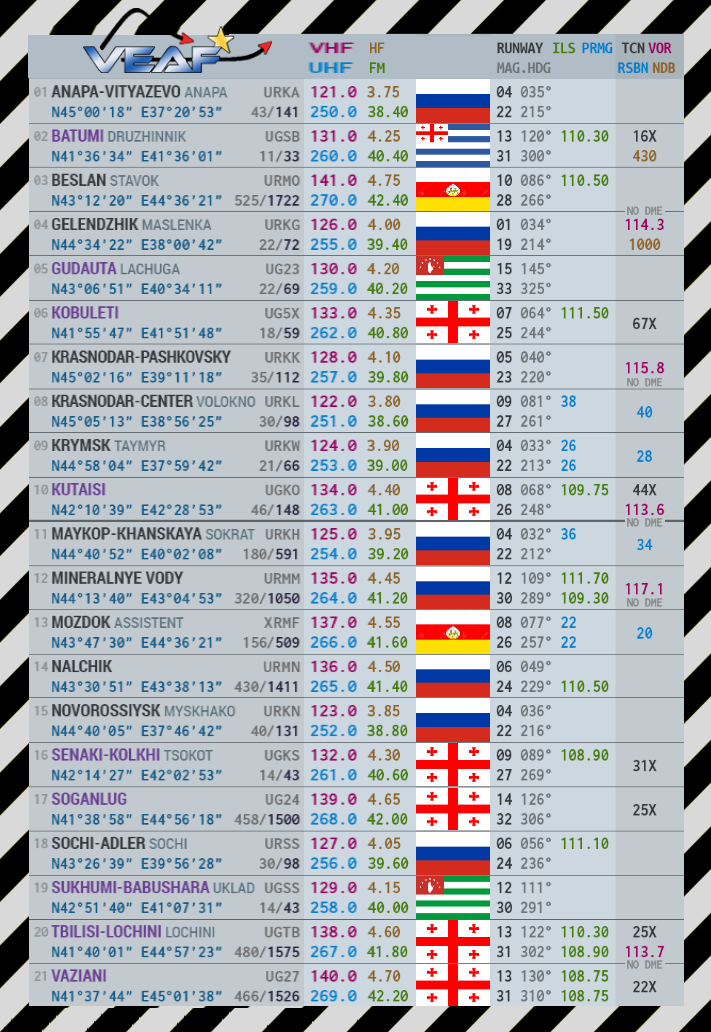 VEAF VHF HF RUNWAY ILS PRMG TCN VOR
UHF FM MAG.HDG RSBN NDB
01 ANAPA-VITYAZEVO ANAPA URKA 121.0 3.75 04 035°
N45°00'18" E37°20'53" 43/141 250.0 38.40 22 215°
02 BATUMI DRUZHINNIK UGSB 131.0 4.25 13 120° 110.30 16X
N41°36'34" E41°36'01" 11/33 260.0 40.40 31 300° 430
03 BESLAN STAVOK URMO 141.0 4.75 10 086° 110.50
N43°12'20" E44°36'21" 525/1722 270.0 42.40 28 266°
NO DME
04 GELENDZHIK MASLENKA URKG 126.0 4.00 01 034° 114.3
N44°34'22" E38°00'42" 22/72 255.0 39.40 19 214° 1000
05 GUDAUTA LACHUGA UG23 130.0 4.20 15 145°
N43°06'51" E40°34'11" 22/69 259.0 40.20 33 325°
06 KOBULETI UG5X 133.0 4.35 07 064° 111.50
67X
N41°55'47" E41°51'48" 18/59 262.0 40.80 25 244°
07 KRASNODAR-PASHKOVSKY URKK 128.0 4.10 05 040°
115.8
N45°02'16" E39°11'18" 35/112 257.0 39.80 23 220° NO DME
08 KRASNODAR-CENTER VOLOKNO URKL 122.0 3.80 09 081° 38
40
N45°05'13" E38°56'25" 30/98 251.0 38.60 27 261°
09 KRYMSK TAYMYR URKW 124.0 3.90 04 033° 26
28
N44°58'04" E37°59'42" 21/66 253.0 39.00 22 213° 26
10 KUTAISI UGKO 134.0 4.40 08 068° 109.75 44X
N42°10'39" E42°28'53" 46/148 263.0 41.00 26 248° 113.6
NO DME
11 MAYKOP-KHANSKAYA SOKRAT URKH 125.0 3.95 04 032° 36
34
N44°40'52" E40°02'08" 180/591 254.0 39.20 22 212°
12 MINERALNYE VODY URMM 135.0 4.45 12 109° 111.70
117.1
N44°13'40" E43°04'53" 320/1050 264.0 41.20 30 289° 109.30 NO DME
13 MOZDOK ASSISTENT XRMF 137.0 4.55 08 077° 22
20
N43°47'30" E44°36'21" 156/509 266.0 41.60 26 257° 22
14 NALCHIK URMN 136.0 4.50 06 049°
N43°30'51" E43°38'13" 430/1411 265.0 41.40 24 229° 110.50
15 NOVOROSSIYSK MYSKHAKO URKN 123.0 3.85 04 036°
N44°40'05" E37°46'42" 40/131 252.0 38.80 22 216°
16 SENAKI-KOLKHI TSOKOT UGKS 132.0 4.30 09 089° 108.90
31X
N42°14'27" E42°02'53" 14/43 261.0 40.60 27 269°
17 SOGANLUG UG24 139.0 4.65 14 126°
25X
N41°38'58" E44°56'18" 458/1500 268.0 42.00 32 306°
18 SOCHI-ADLER SOCHI URSS 127.0 4.05 06 056° 111.10
N43°26'39" E39°56'28" 30/98 256.0 39.60 24 236°
19 SUKHUMI-BABUSHARA UKLAD UGSS 129.0 4.15 12 111°
N42°51'40" E41°07'31" 14/43 258.0 40.00 30 291°
20 TBILISI-LOCHINI LOCHINI UGTB 138.0 4.60 13 122° 110.30 25X
N41°40'01" E44°57'23" 480/1575 267.0 41.80 31 302° 108.90 113.7
NO DME
21 VAZIANI UG27 140.0 4.70 13 130° 108.75
22X
N41°37'44" E45°01'38" 466/1526 269.0 42.20 31 310° 108.75